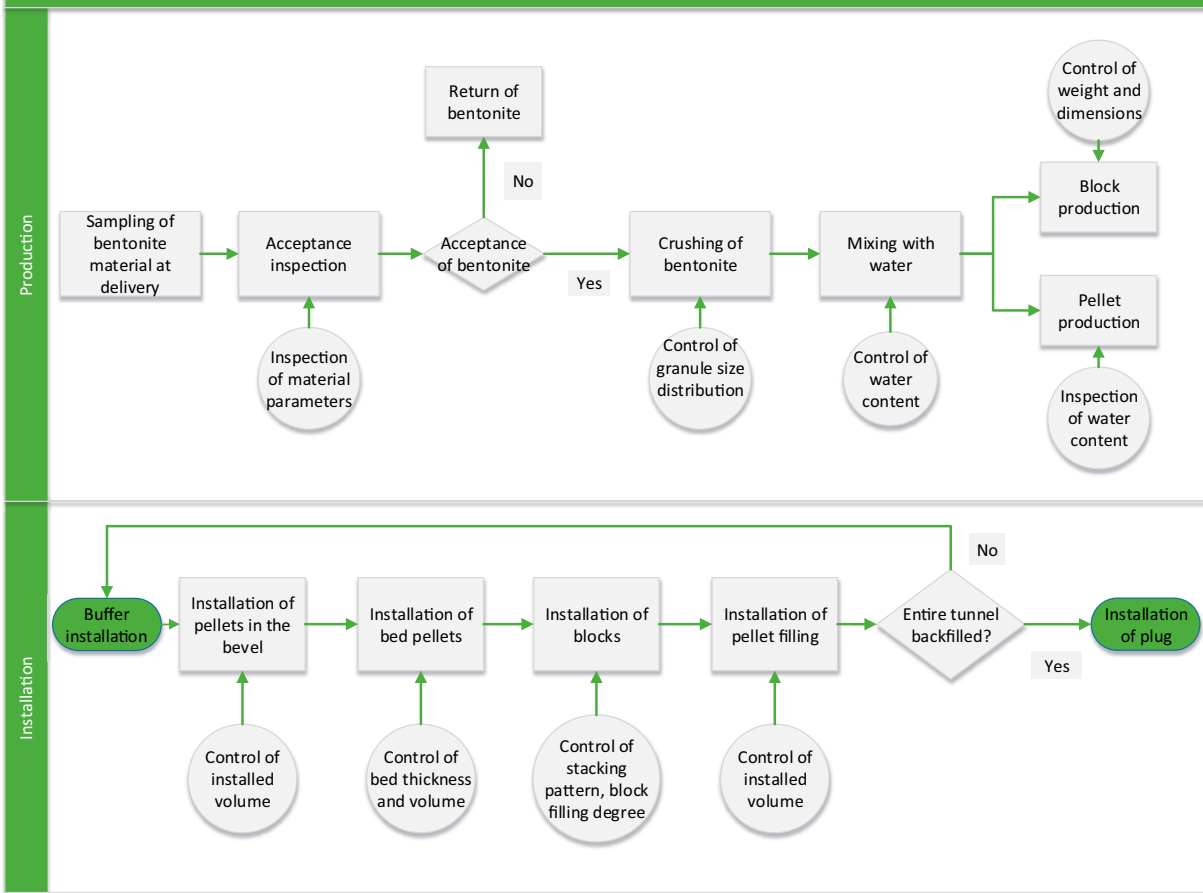 Production
Control of
weight and
dimensions
Return of
bentonite
No
Block
production
Sampling of
bentonite
material at
delivery
Acceptance
inspection
Acceptance
of bentonite
Yes
Crushing of
bentonite
Mixing with
water
Pellet
production
Inspection
of material
parameters
Control of
granule size
distribution
Control of
water
content
Inspection
of water
content
Installation
No
Buffer
installation
Installation of
pellets in the
bevel
Installation of
bed pellets
Installation of
blocks
Installation of
pellet filling
Entire tunnel
backfilled?
Installation
of plug
Yes
Control of
installed
volume
Control of
bed thickness
and volume
Control of
stacking
pattern, block
filling degree
Control of
installed
volume